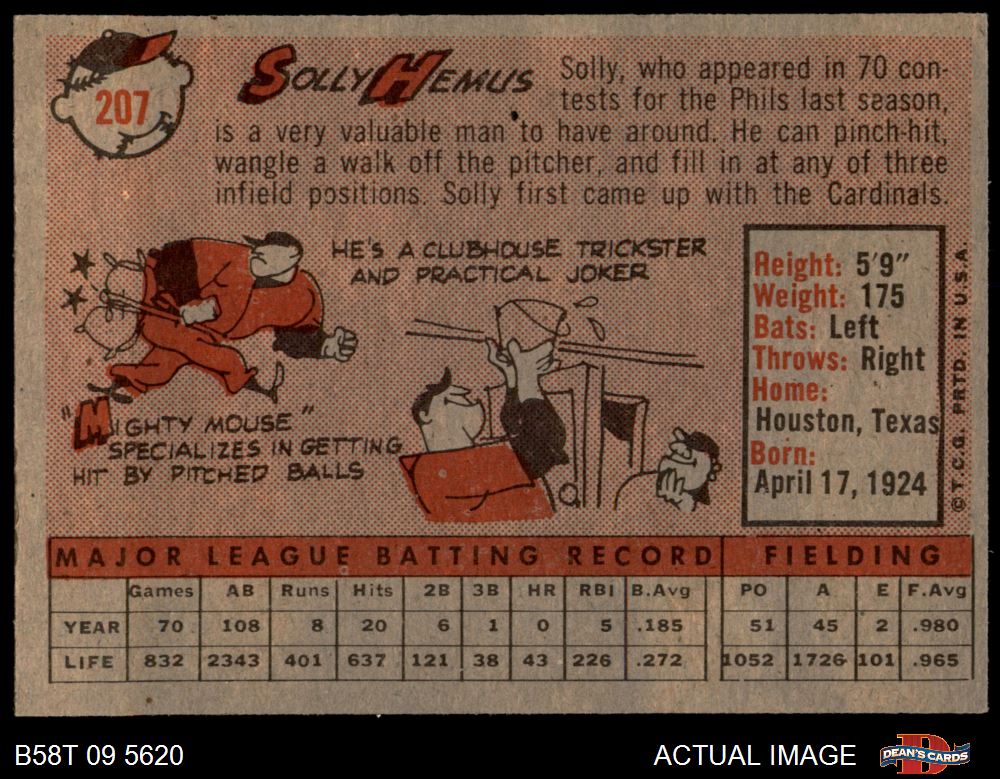 207
SOLLY HEMUS
Solly, who appeared in 70 con-
tests for the Phils last season,
is a very valuable man to have around. He can pinch-hit,
wangle a walk off the pitcher, and fill in at any of three
infield positions. Solly first came up with the Cardinals.
HE'S A CLUBHOUSE TRICKSTER
AND PRACTICAL JOKER
"MIGHTY MOUSE"
SPECIALIZES IN GETTING
HIT BY PITCHED BALLS
Height: 5'9"
Weight: 175
Bats: Left
Throws: Right
Home:
Houston, Texas
Born:
April 17, 1924
© T.C.G. PRTD. IN U.S.A.
MAJOR LEAGUE BATTING RECORD FIELDING
Games AB Runs Hits 2B 3B HR RBI B.Avg PO A E F.Avg
YEAR 70 108 8 20 6 1 0 5 .185 51 45 2 .980
LIFE 832 2343 401 637 121 38 43 226 .272 1052 1726 101 .965
B58T 09 5620 ACTUAL IMAGE DEAN'S CARDS